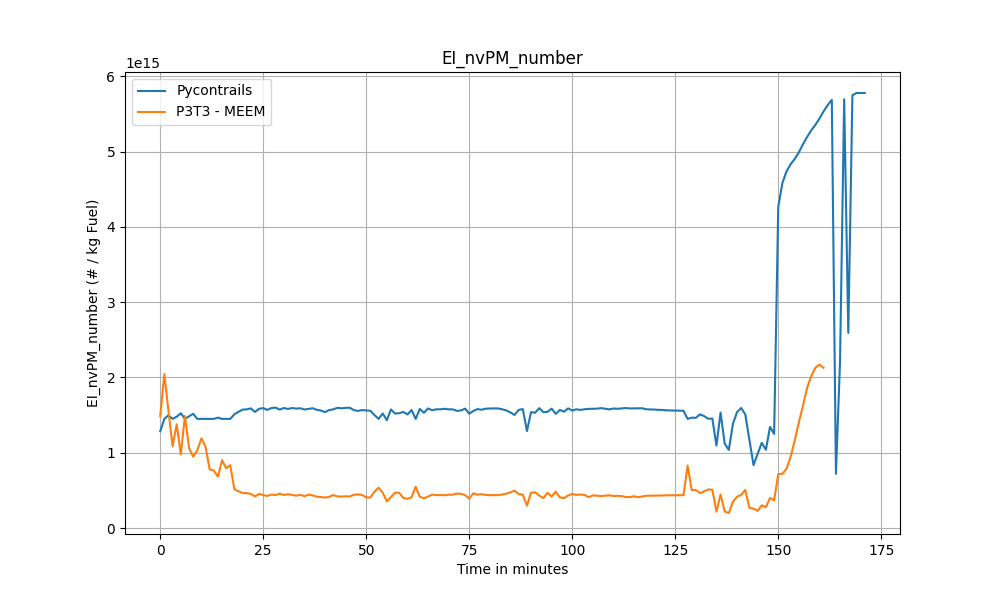 EI_nvPM_number
1e15
Pycontrails
P3T3 - MEEM
6
5
4
3
2
1
0
EI_nvPM_number (# / kg Fuel)
0 25 50 75 100 125 150 175
Time in minutes